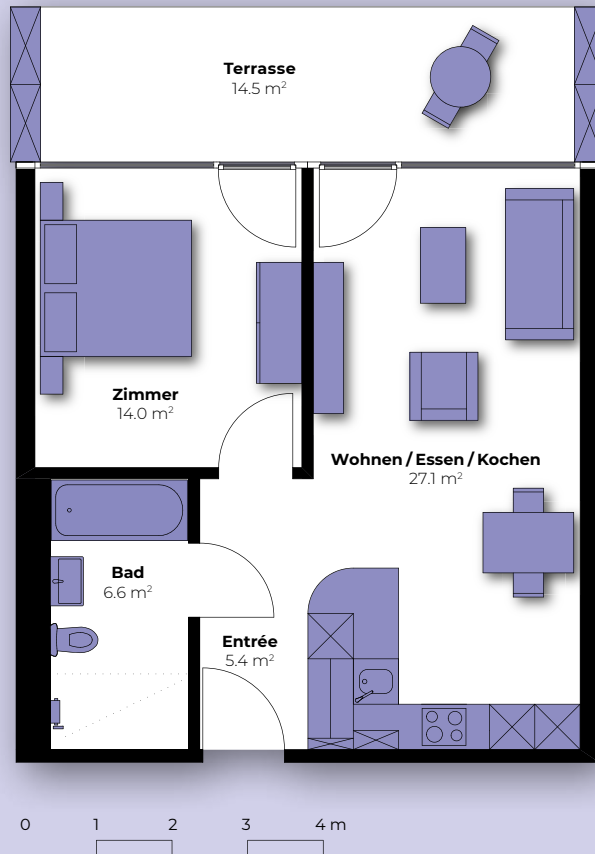 Terrasse
14.5 m²
Zimmer
14.0 m²
Wohnen / Essen / Kochen
27.1 m²
Bad
6.6 m²
Entrée
5.4 m²
0 1 2 3 4 m